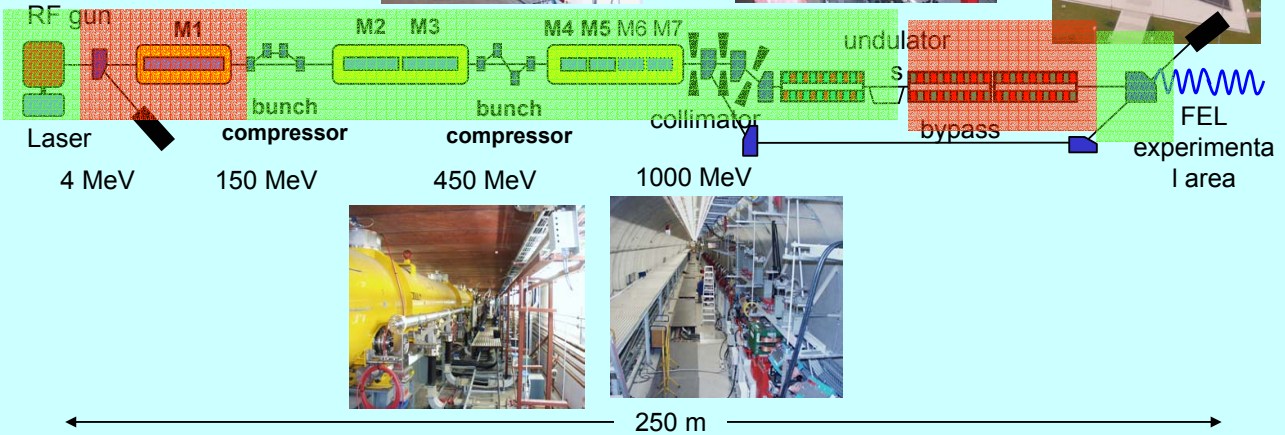 RF gun
M1
M2 M3
M4 M5 M6 M7
undulator
s
bunch
compressor
bunch
compressor
collimator
bypass
FEL
experimenta
l area
Laser
4 MeV
150 MeV
450 MeV
1000 MeV
250 m